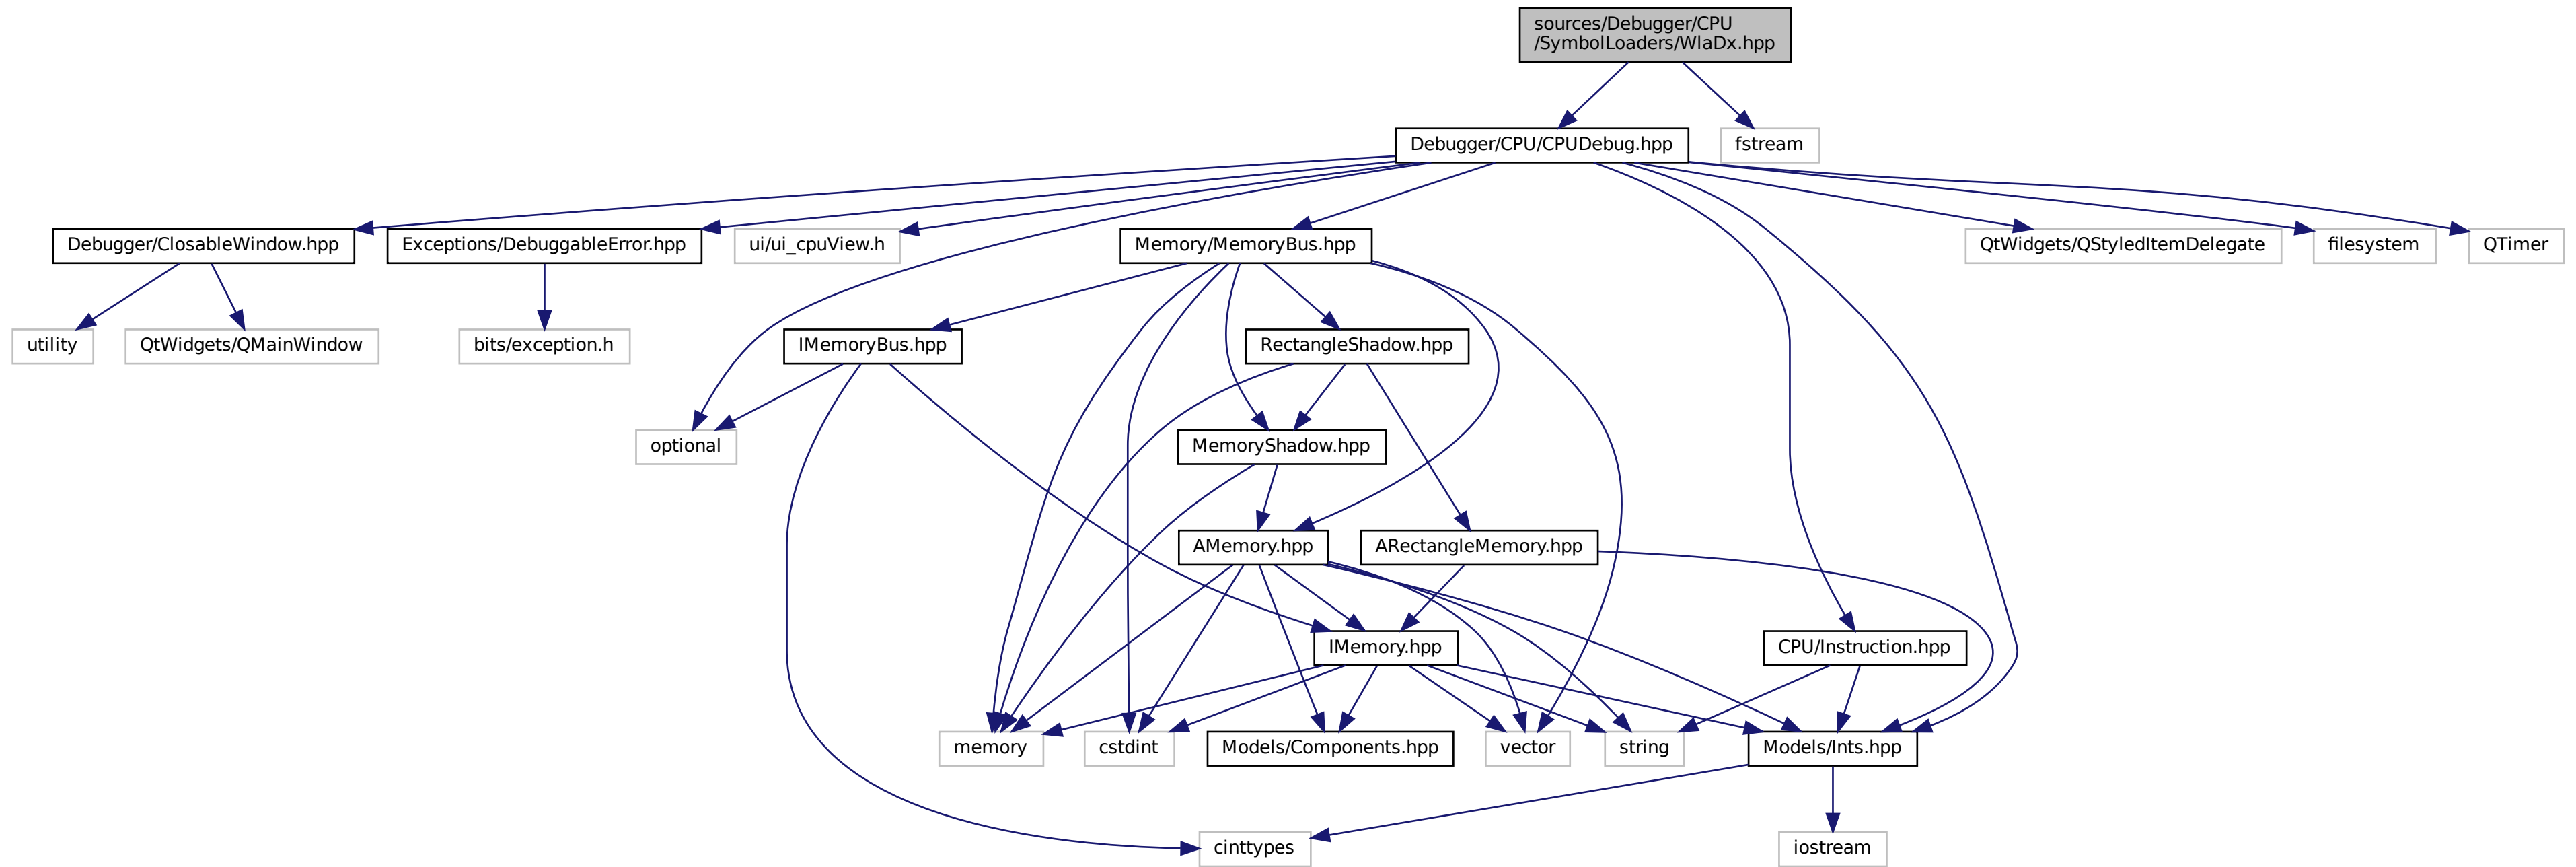 sources/Debugger/CPU
/SymbolLoaders/WlaDx.hpp
Debugger/CPU/CPUDebug.hpp
fstream
Debugger/ClosableWindow.hpp
Exceptions/DebuggableError.hpp
ui/ui_cpuView.h
Memory/MemoryBus.hpp
QtWidgets/QStyledItemDelegate
filesystem
QTimer
utility
QtWidgets/QMainWindow
bits/exception.h
IMemoryBus.hpp
RectangleShadow.hpp
optional
MemoryShadow.hpp
AMemory.hpp
ARectangleMemory.hpp
IMemory.hpp
CPU/Instruction.hpp
memory
cstdint
Models/Components.hpp
vector
string
Models/Ints.hpp
cinttypes
iostream